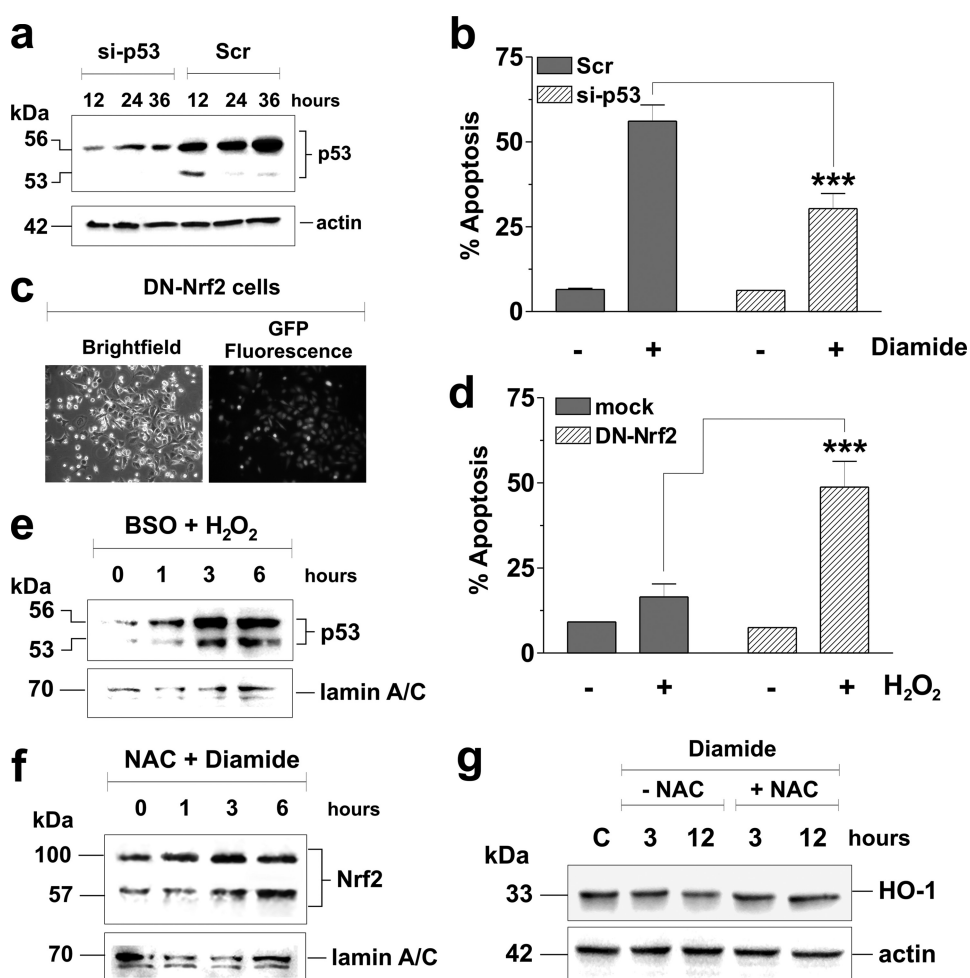 a
si-p53 Scr
12 24 36 12 24 36 hours
kDa
56
53
p53
42
actin
b
75
50
25
0
% Apoptosis
Scr
si-p53
***
- + - + Diamide
c
DN-Nrf2 cells
Brightfield
GFP
Fluorescence
d
75
50
25
0
% Apoptosis
mock
DN-Nrf2
***
- + - + H₂O₂
e
BSO + H₂O₂
0 1 3 6 hours
kDa
56
53
p53
70
lamin A/C
f
NAC + Diamide
0 1 3 6 hours
kDa
100
57
Nrf2
70
lamin A/C
g
Diamide
- NAC + NAC
C 3 12 3 12 hours
kDa
33
HO-1
42
actin